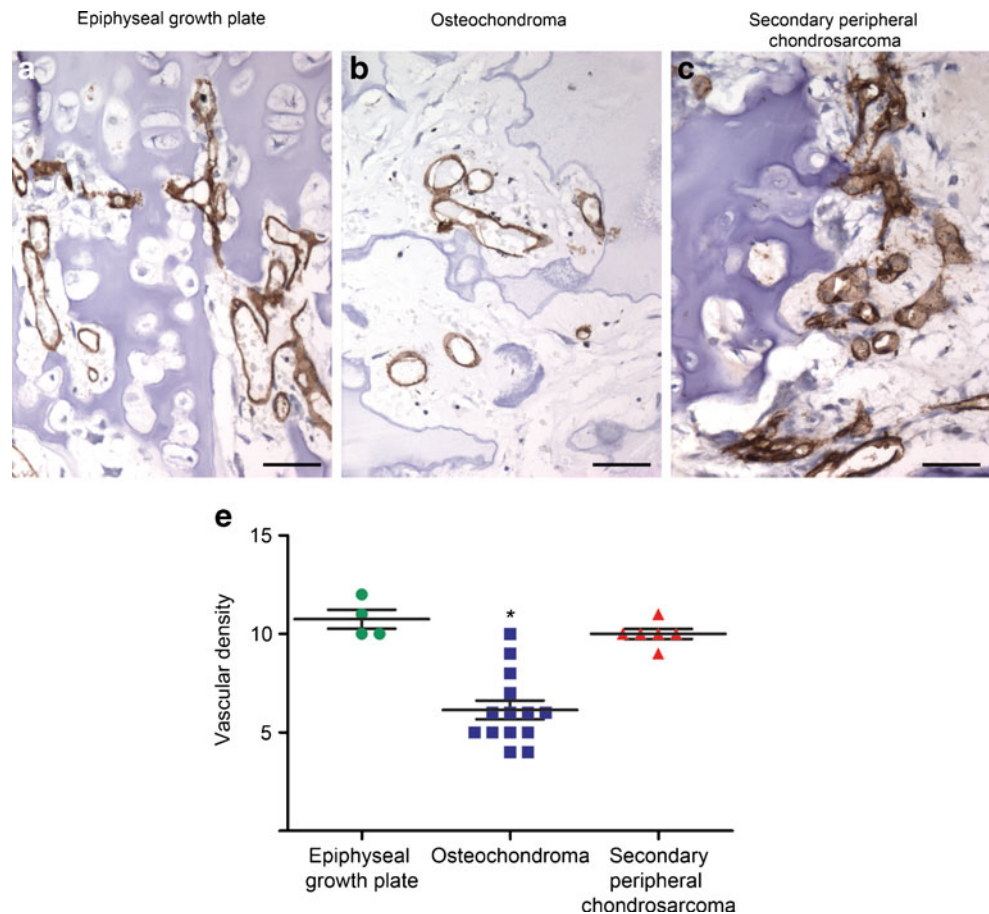 Epiphyseal growth plate
Osteochondroma
Secondary peripheral
chondrosarcoma
a
b
c
e
15
10
5
Vascular density
*
Epiphyseal
growth plate
Osteochondroma
Secondary
peripheral
chondrosarcoma